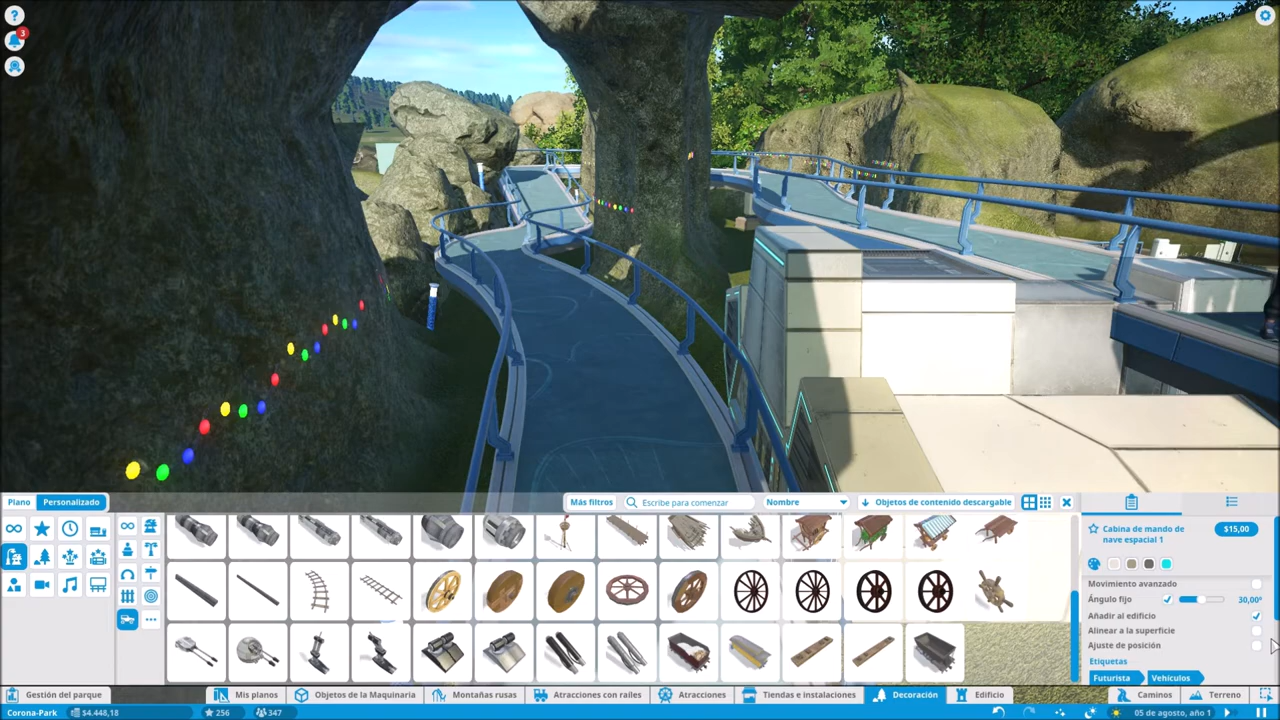 ?
3
Plano
Personalizado
Más filtros
Escribe para comenzar
Nombre
Objetos de contenido descargable
Cabina de mando de
nave espacial 1
$15,00
Movimiento avanzado
Ángulo fijo
30,00º
Añadir al edificio
Alinear a la superficie
Ajuste de posición
Etiquetas
Futurista
Vehículos
Gestión del parque
Mis planos
Objetos de la Maquinaria
Montañas rusas
Atracciones con raíles
Atracciones
Tiendas e instalaciones
Decoración
Edificio
Caminos
Terreno
Corona-Park
$4.448,18
256
347
05 de agosto, año 1